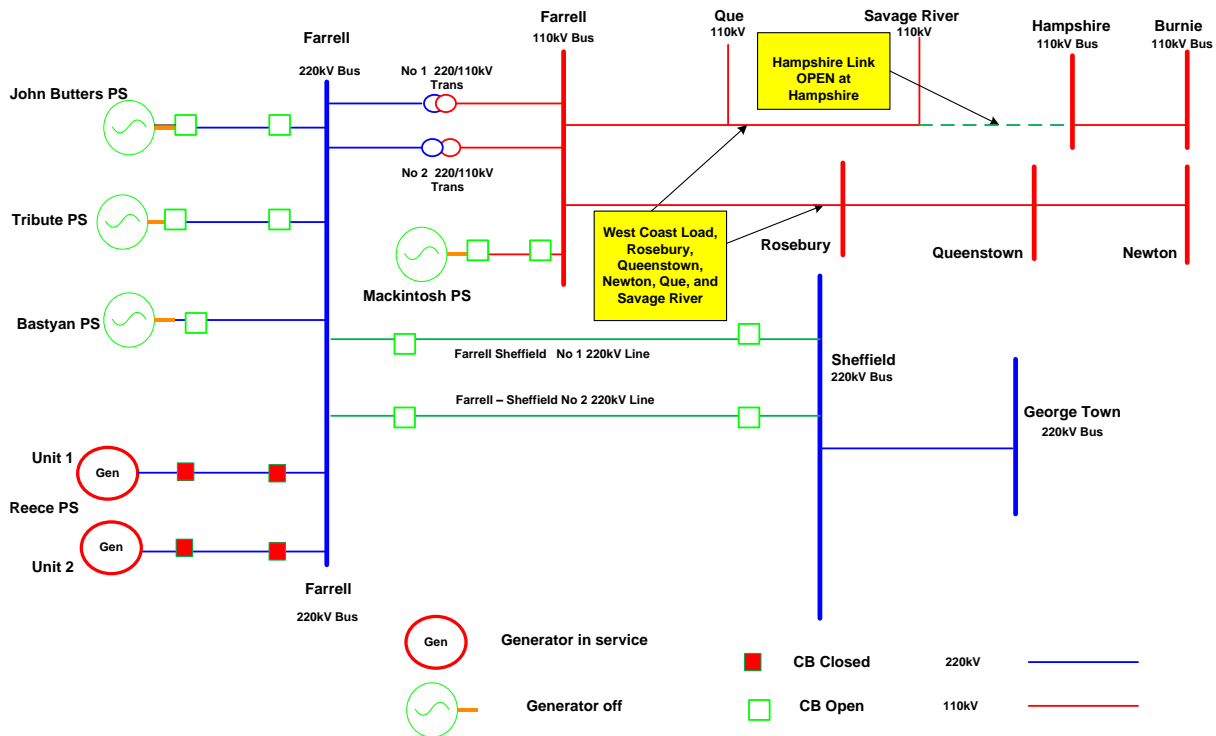 Farrell
220kV Bus
No 1 220/110kV
Trans
Farrell
110kV Bus
Que
110kV
Savage River
110kV
Hampshire
110kV Bus
Burnie
110kV Bus
Hampshire Link
OPEN at
Hampshire
John Butters PS
No 2 220/110kV
Trans
Tribute PS
West Coast Load,
Rosebury,
Queenstown,
Newton, Que, and
Savage River
Rosebury
Queenstown
Newton
Mackintosh PS
Bastyan PS
Farrell Sheffield No 1 220kV Line
Sheffield
220kV Bus
Farrell – Sheffield No 2 220kV Line
George Town
220kV Bus
Unit 1
Gen
Reece PS
Gen
Unit 2
Farrell
220kV Bus
Gen
Generator in service
CB Closed
220kV
Generator off
CB Open
110kV